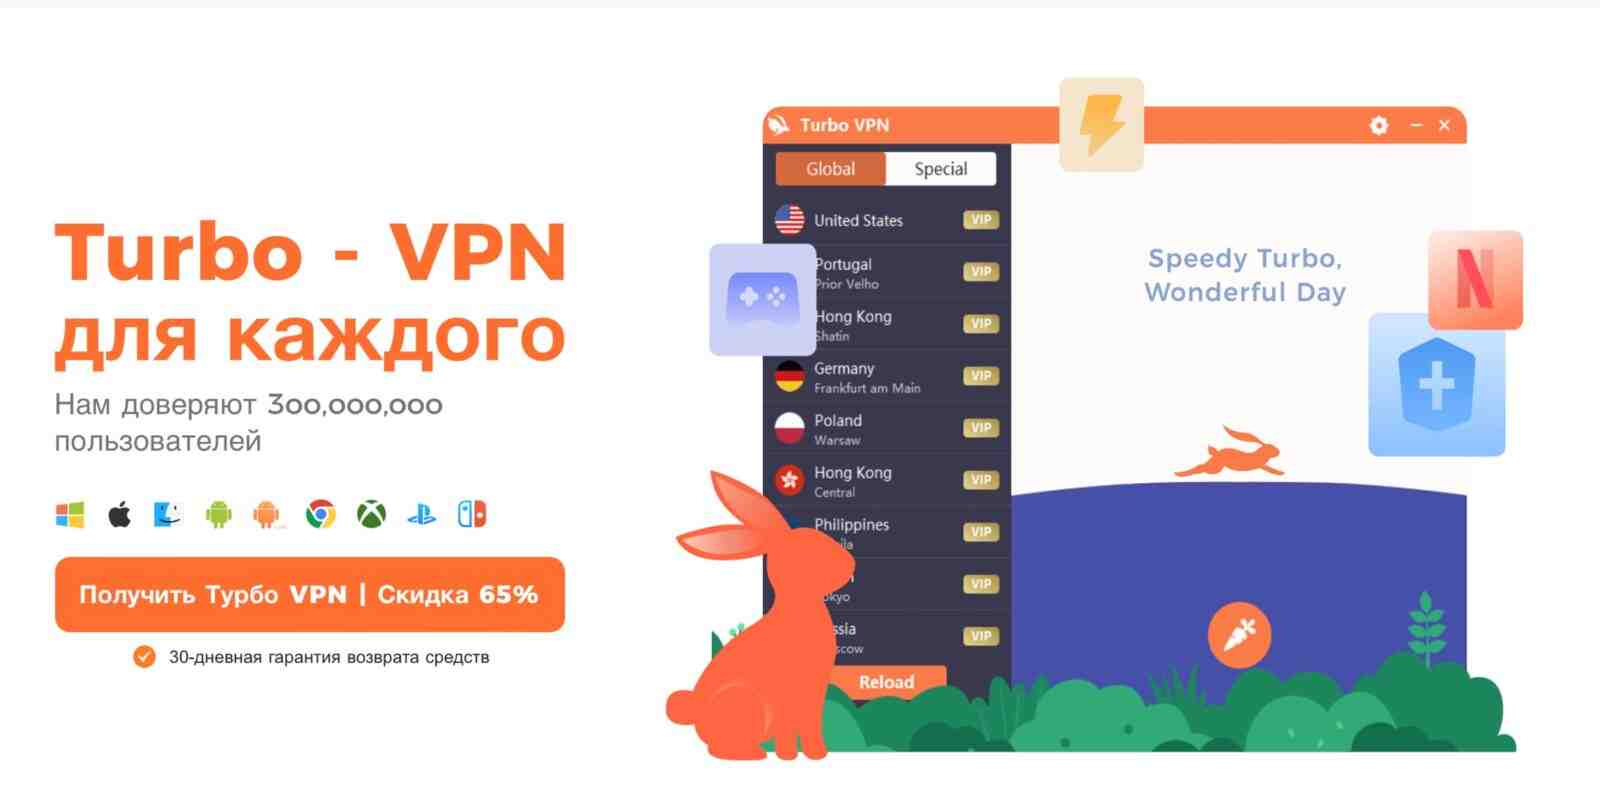 Turbo - VPN
для каждого
Нам доверяют 300,000,000
пользователей
Получить Турбо VPN | Скидка 65%
30-дневная гарантия возврата средств
Turbo VPN
Global
Special
United States
VIP
Portugal
Prior Velho
VIP
Hong Kong
Shatin
VIP
Germany
Frankfurt am Main
VIP
Poland
Warsaw
VIP
Hong Kong
Central
VIP
Philippines
VIP
VIP
VIP
Reload
Speedy Turbo,
Wonderful Day